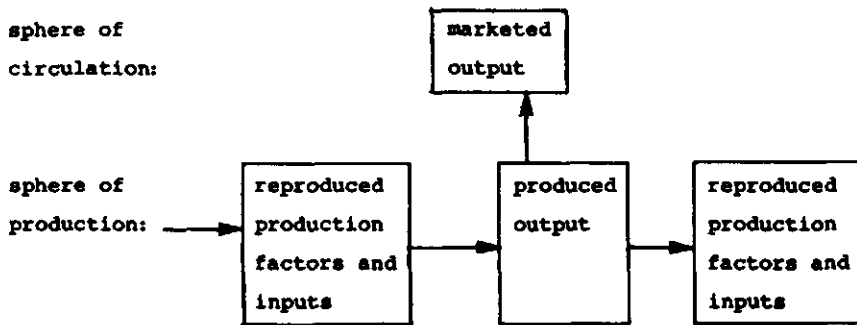 sphere of
circulation:
marketed
output
sphere of
production:
reproduced
production
factors and
inputs
produced
output
reproduced
production
factors and
inputs